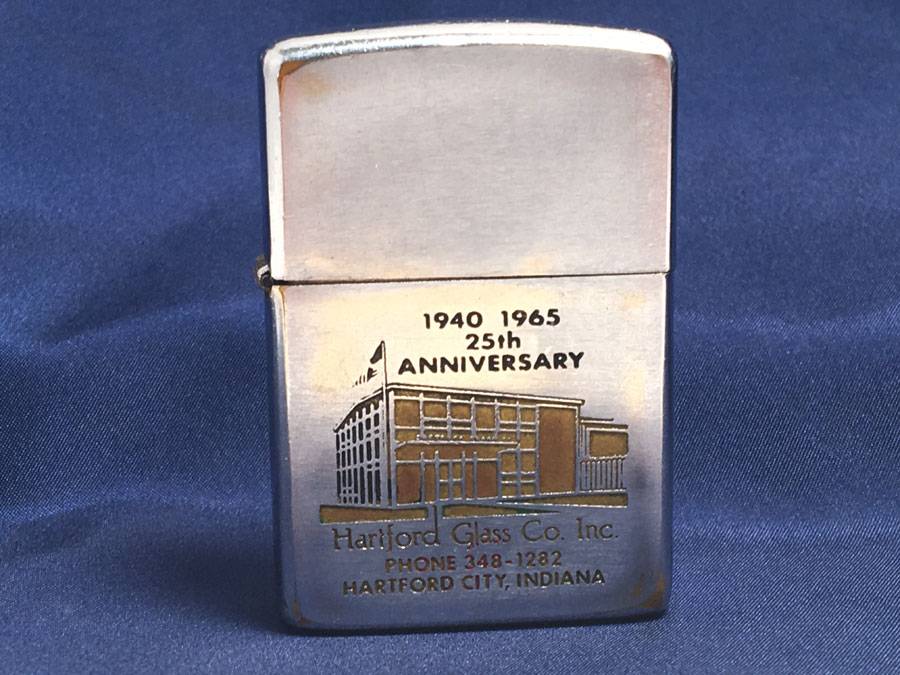 1940 1965
25th
ANNIVERSARY
Hartford Glass Co. Inc.
PHONE 348-1282
HARTFORD CITY, INDIANA